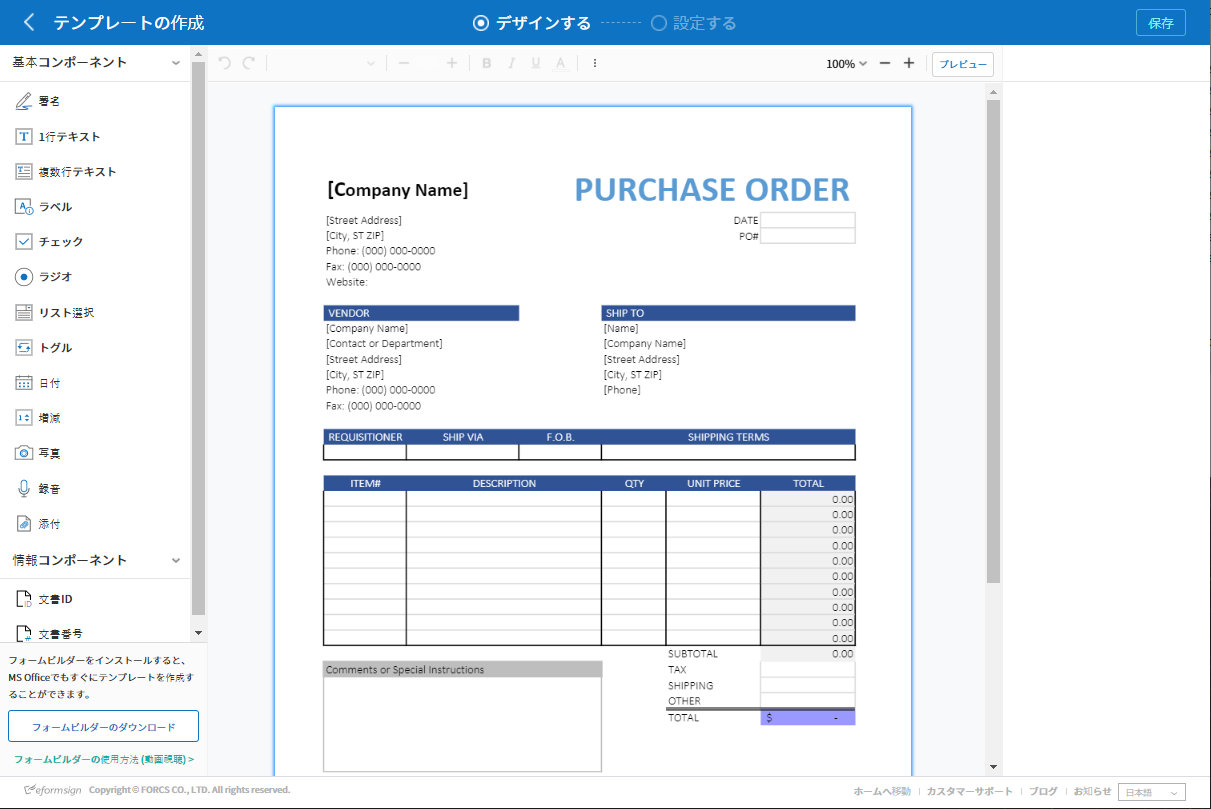 テンプレートの作成
デザインする
設定する
保存
基本コンポーネント
100%
プレビュー
署名
1行テキスト
複数行テキスト
ラベル
チェック
ラジオ
リスト選択
トグル
日付
増減
写真
録音
添付
情報コンポーネント
文書ID
文書番号
フォームビルダーをインストールすると、
MS Officeでもすぐにテンプレートを作成す
ることができます。
フォームビルダーのダウンロード
フォームビルダーの使用方法 (動画視聴) >
[Company Name]
PURCHASE ORDER
[Street Address]
DATE
[City, ST ZIP]
PO#
Phone: (000) 000-0000
Fax: (000) 000-0000
Website:
VENDOR
SHIP TO
[Company Name]
[Name]
[Contact or Department]
[Company Name]
[Street Address]
[Street Address]
[City, ST ZIP]
[City, ST ZIP]
Phone: (000) 000-0000
[Phone]
Fax: (000) 000-0000
REQUISITIONER SHIP VIA F.O.B. SHIPPING TERMS
ITEM# DESCRIPTION QTY UNIT PRICE TOTAL
0.00
0.00
0.00
0.00
0.00
0.00
0.00
0.00
0.00
0.00
SUBTOTAL 0.00
Comments or Special Instructions
TAX
SHIPPING
OTHER
TOTAL $ -
eformsign Copyright © FORCS CO., LTD. All rights reserved.
ホームへ移動 | カスタマーサポート | ブログ | お知らせ
日本語